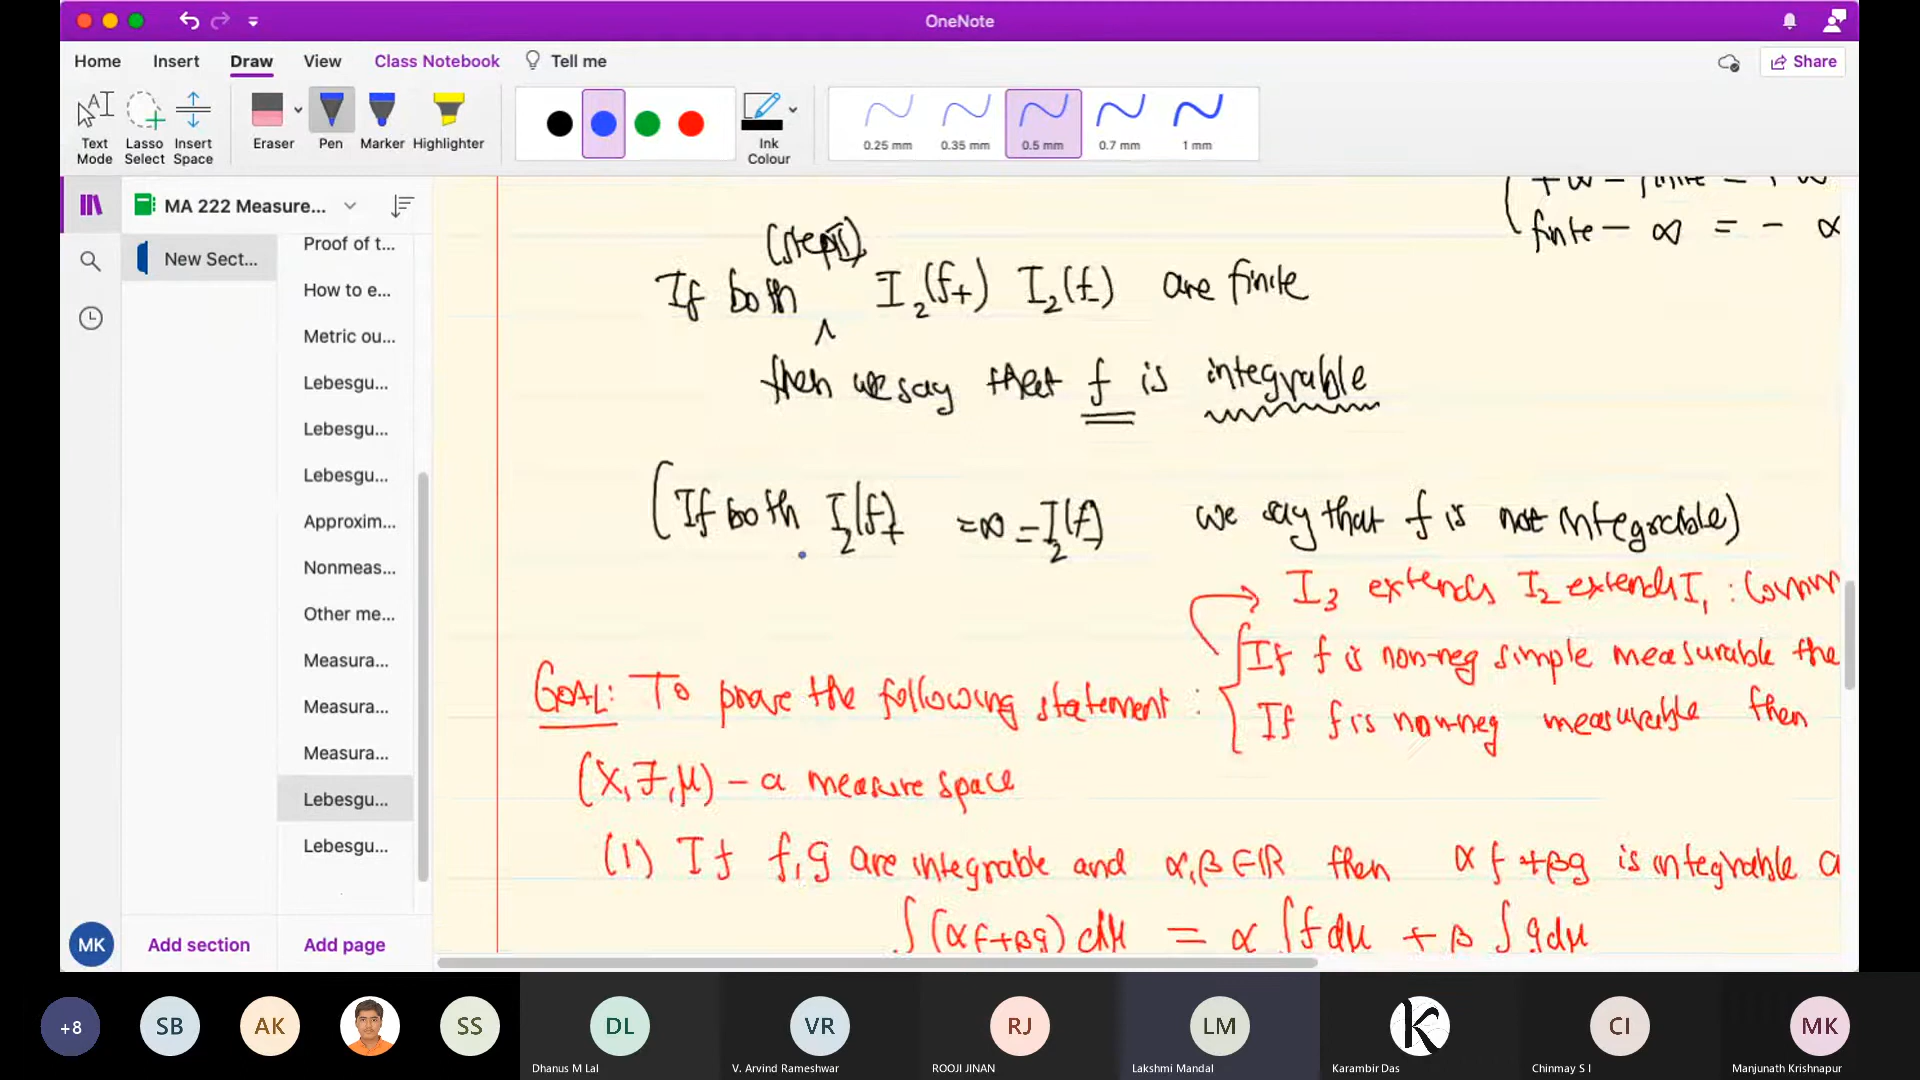 OneNote
Home Insert Draw View Class Notebook Tell me
Share
Text Mode
Lasso Select
Insert Space
Eraser
Pen
Marker
Highlighter
Ink Colour
0.25 mm
0.35 mm
0.5 mm
0.7 mm
1 mm
MA 222 Measure...
New Sect...
Proof of t...
How to e...
Metric ou...
Lebesgu...
Lebesgu...
Lebesgu...
Approxim...
Nonmeas...
Other me...
Measura...
Measura...
Measura...
Lebesgu...
Lebesgu...
MK
Add section
Add page
finite − ∞ = −
If both I₂(f₊) I₂(f₋) are finite
then we say that f is integrable
(If both I₂(f₊ = ∞ = I₂(f₋) we say that f is not integrable)
I₃ extends I₂ extends I₁ :
If f is non-neg simple measurable the
If f is non-neg measurable then
GOAL: To prove the following statement :
(X, F, μ) − a measure space
(1) If f, g are integrable and α, β ∈ ℝ then αf + βg is integrable a
∫(αf+βg) dμ = α ∫f dμ + β ∫g dμ
+8
SB
AK
SS
DL
Dhanus M Lal
VR
V. Arvind Rameshwar
RJ
ROOJI JINAN
LM
Lakshmi Mandal
K
Karambir Das
CI
Chinmay S I
MK
Manjunath Krishnapur